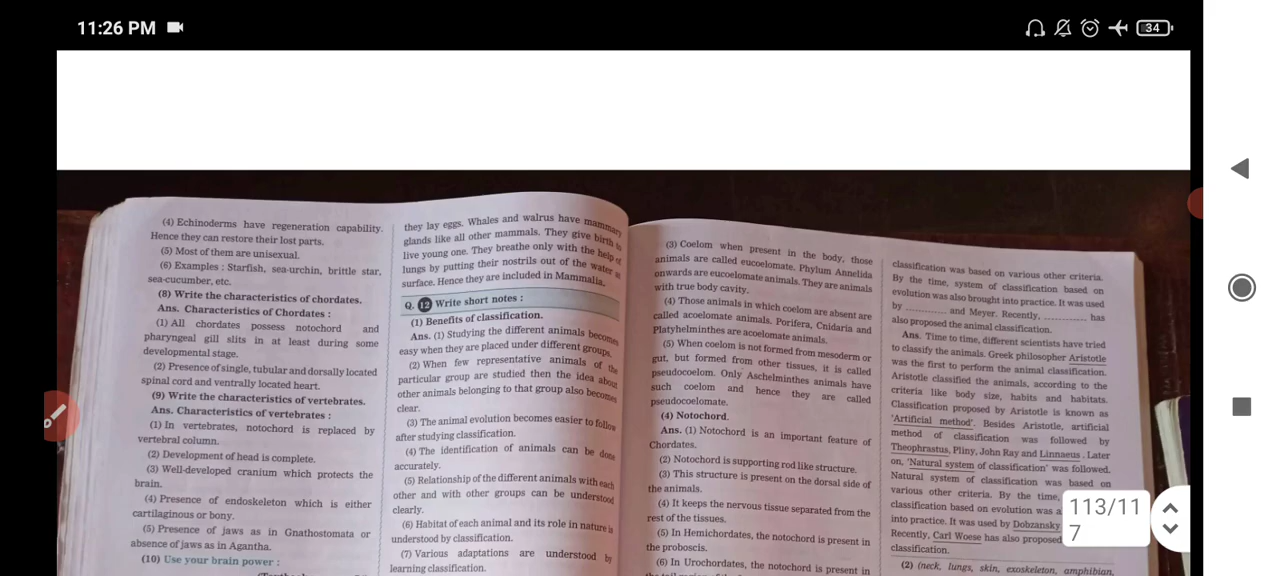 11:26 PM
34
(4) Echinoderms have regeneration capability.
Hence they can restore their lost parts.
(5) Most of them are unisexual.
(6) Examples : Starfish, sea-urchin, brittle star,
sea-cucumber, etc.
(8) Write the characteristics of chordates.
Ans. Characteristics of Chordates :
(1) All chordates possess notochord and
pharyngeal gill slits in at least during some
developmental stage.
(2) Presence of single, tubular and dorsally located
spinal cord and ventrally located heart.
(9) Write the characteristics of vertebrates.
Ans. Characteristics of vertebrates :
(1) In vertebrates, notochord is replaced by
vertebral column.
(2) Development of head is complete.
(3) Well-developed cranium which protects the
brain.
(4) Presence of endoskeleton which is either
cartilaginous or bony.
(5) Presence of jaws as in Gnathostomata or
absence of jaws as in Agantha.
(10) Use your brain power :
they lay eggs. Whales and walrus have mammary
glands like all other mammals. They give birth to
live young one. They breathe only with the help of
lungs by putting their nostrils out of the water
surface. Hence they are included in Mammalia.
Q. 12 Write short notes :
(1) Benefits of classification.
Ans. (1) Studying the different animals becomes
easy when they are placed under different groups.
(2) When few representative animals of the
particular group are studied then the idea about
other animals belonging to that group also becomes
clear.
(3) The animal evolution becomes easier to follow
after studying classification.
(4) The identification of animals can be done
accurately.
(5) Relationship of the different animals with each
other and with other groups can be understood
clearly.
(6) Habitat of each animal and its role in nature is
understood by classification.
(7) Various adaptations are understood by
learning classification.
(3) Coelom when present in the body, those
animals are called eucoelomate. Phylum Annelida
onwards are eucoelomate animals. They are animals
with true body cavity.
(4) Those animals in which coelom are absent are
called acoelomate animals. Porifera, Cnidaria and
Platyhelminthes are acoelomate animals.
(5) When coelom is not formed from mesoderm or
gut, but formed from other tissues, it is called
pseudocoelom. Only Aschelminthes animals have
such coelom and hence they are called
pseudocoelomate.
(4) Notochord.
Ans. (1) Notochord is an important feature of
Chordates.
(2) Notochord is supporting rod like structure.
(3) This structure is present on the dorsal side of
the animals.
(4) It keeps the nervous tissue separated from the
rest of the tissues.
(5) In Hemichordates, the notochord is present in
the proboscis.
(6) In Urochordates, the notochord is present in
classification was based on various other criteria.
By the time, system of classification based on
evolution was also brought into practice. It was used
by ............ and Meyer. Recently, ............ has
also proposed the animal classification.
Ans. Time to time, different scientists have tried
to classify the animals. Greek philosopher Aristotle
was the first to perform the animal classification.
Aristotle classified the animals, according to the
criteria like body size, habits and habitats.
Classification proposed by Aristotle is known as
'Artificial method'. Besides Aristotle, artificial
method of classification was followed by
Theophrastus, Pliny, John Ray and Linnaeus. Later
on, 'Natural system of classification' was followed.
Natural system of classification was based on
various other criteria. By the time,
classification based on evolution was a
into practice. It was used by Dobzansky
Recently, Carl Woese has also proposed
classification.
(2) (neck, lungs, skin, exoskeleton, amphibian,
113/11
7